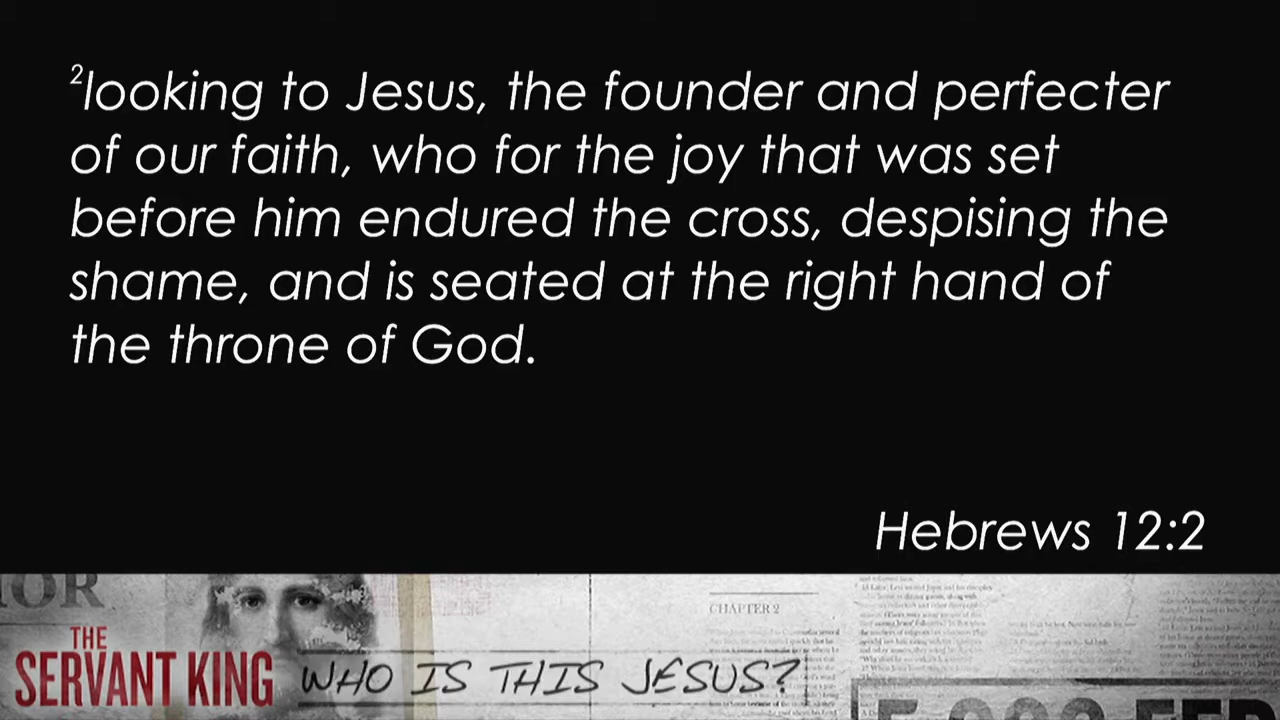 ²looking to Jesus, the founder and perfecter
of our faith, who for the joy that was set
before him endured the cross, despising the
shame, and is seated at the right hand of
the throne of God.
Hebrews 12:2
IOR
CHAPTER 2
THE
SERVANT KING
WHO IS THIS JESUS?